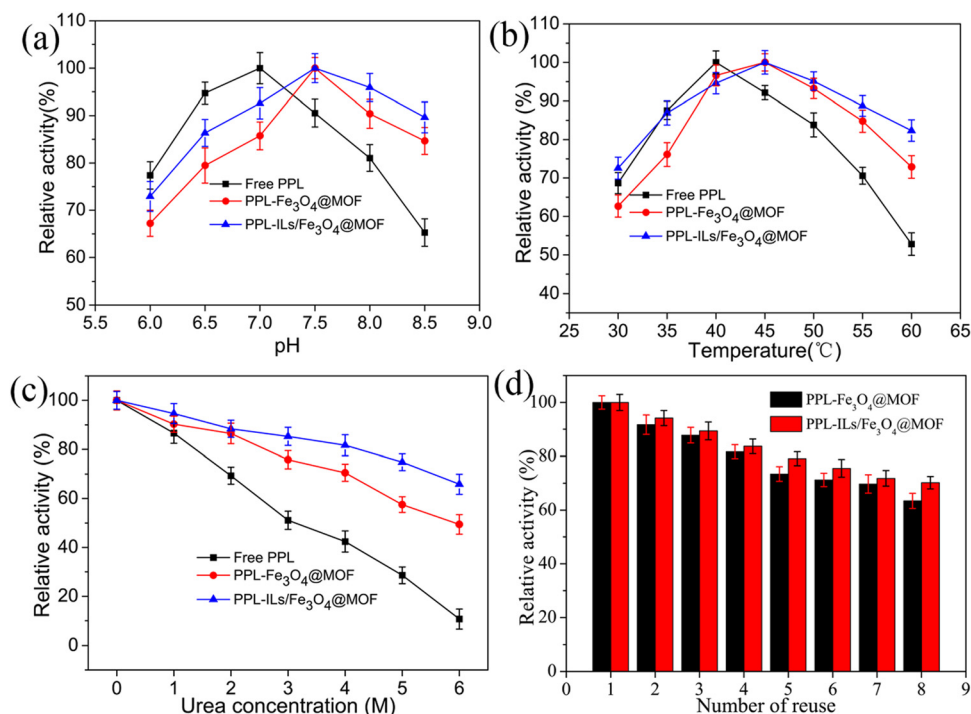 (a)
Relative activity(%)
110
100
90
80
70
60
50
Free PPL
PPL-Fe3O4@MOF
PPL-ILs/Fe3O4@MOF
5.5 6.0 6.5 7.0 7.5 8.0 8.5 9.0
pH
(b)
Relative activity (%)
110
100
90
80
70
60
50
40
Free PPL
PPL-Fe3O4@MOF
PPL-ILs/Fe3O4@MOF
25 30 35 40 45 50 55 60 65
Temperature(℃)
(c)
Relative activity (%)
100
80
60
40
20
0
Free PPL
PPL-Fe3O4@MOF
PPL-ILs/Fe3O4@MOF
0 1 2 3 4 5 6
Urea concentration (M)
(d)
Relative activity (%)
100
80
60
40
20
0
PPL-Fe3O4@MOF
PPL-ILs/Fe3O4@MOF
0 1 2 3 4 5 6 7 8 9
Number of reuse